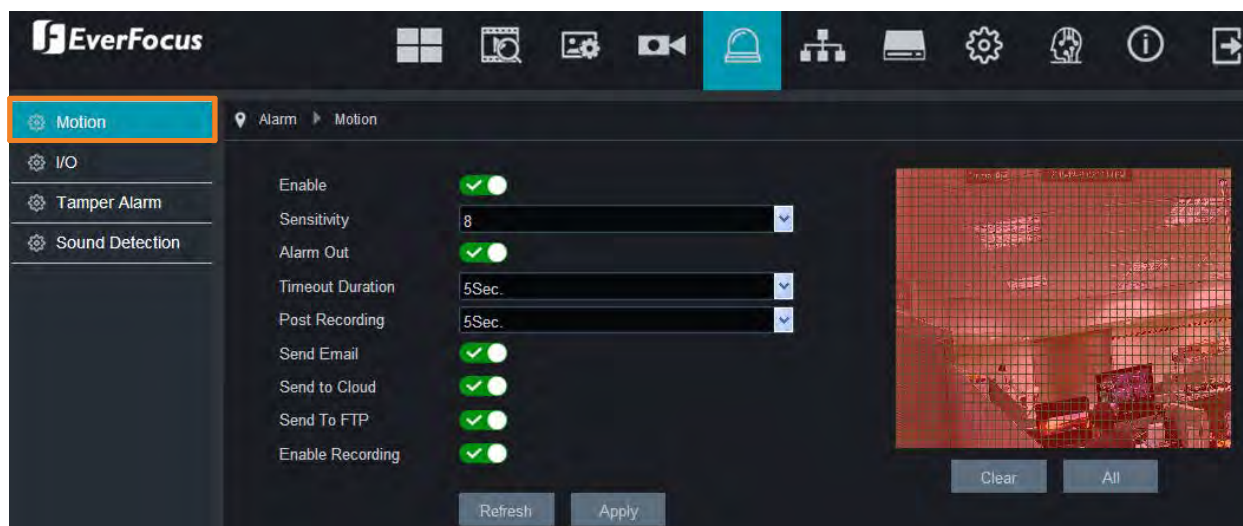 EverFocus
Motion
I/O
Tamper Alarm
Sound Detection
Alarm Motion
Enable
Sensitivity 8
Alarm Out
Timeout Duration 5Sec.
Post Recording 5Sec.
Send Email
Send to Cloud
Send To FTP
Enable Recording
Refresh Apply
Clear All